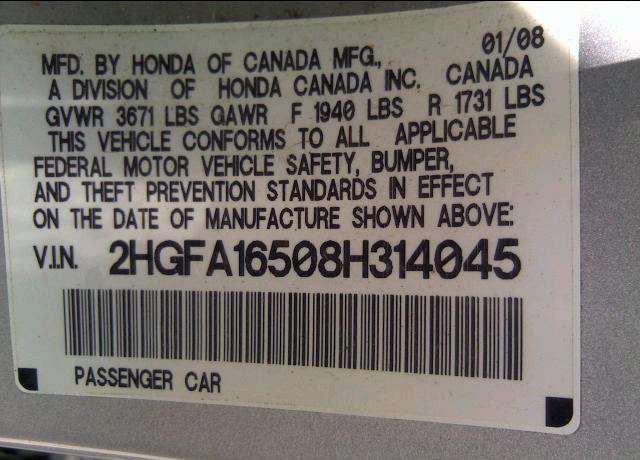 01/08
MFD. BY HONDA OF CANADA MFG.,
A DIVISION OF HONDA CANADA INC. CANADA
GVWR 3671 LBS GAWR F 1940 LBS R 1731 LBS
THIS VEHICLE CONFORMS TO ALL APPLICABLE
FEDERAL MOTOR VEHICLE SAFETY, BUMPER,
AND THEFT PREVENTION STANDARDS IN EFFECT
ON THE DATE OF MANUFACTURE SHOWN ABOVE:
V.I.N. 2HGFA16508H314045
PASSENGER CAR